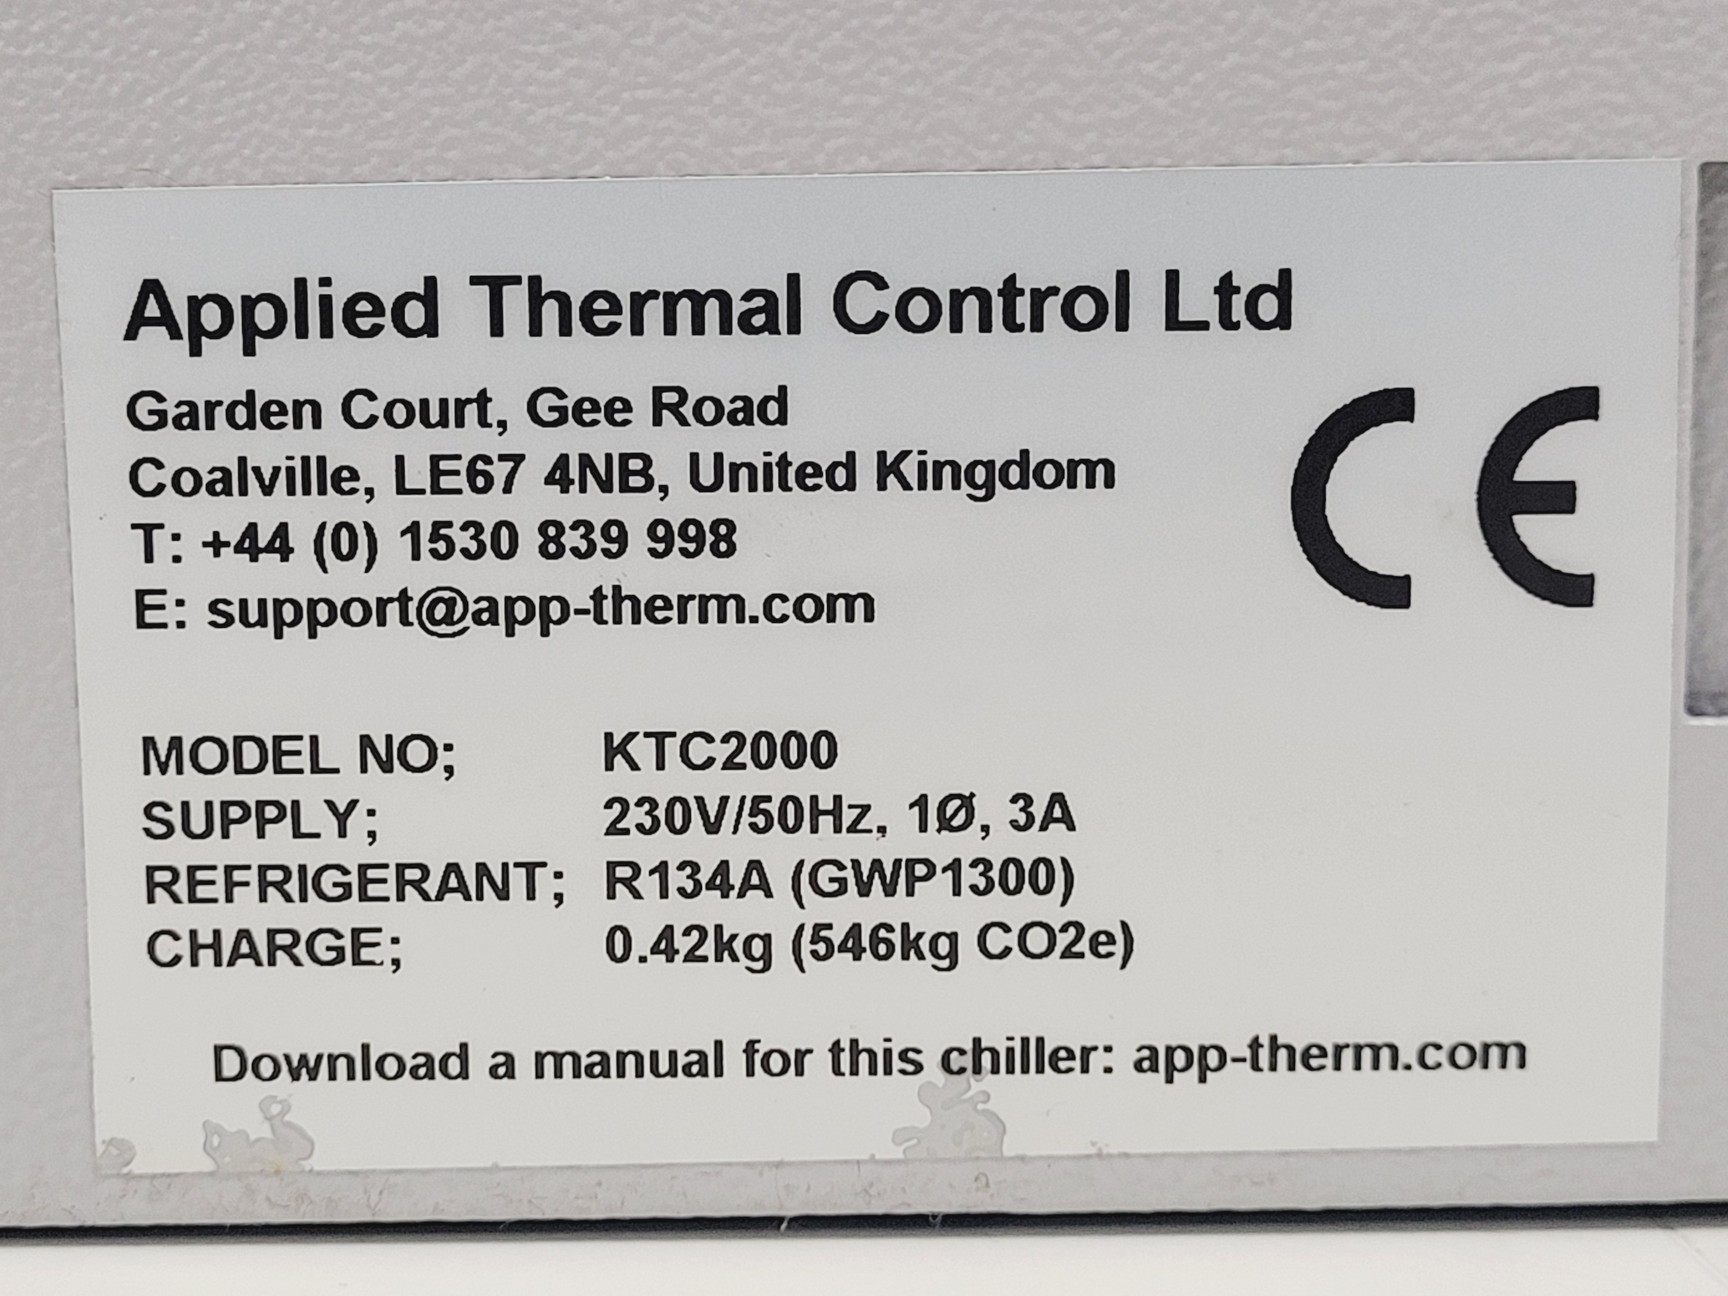 Applied Thermal Control Ltd
Garden Court, Gee Road
Coalville, LE67 4NB, United Kingdom
T: +44 (0) 1530 839 998
E: support@app-therm.com
CE
MODEL NO; KTC2000
SUPPLY; 230V/50Hz, 1Ø, 3A
REFRIGERANT; R134A (GWP1300)
CHARGE; 0.42kg (546kg CO2e)
Download a manual for this chiller: app-therm.com